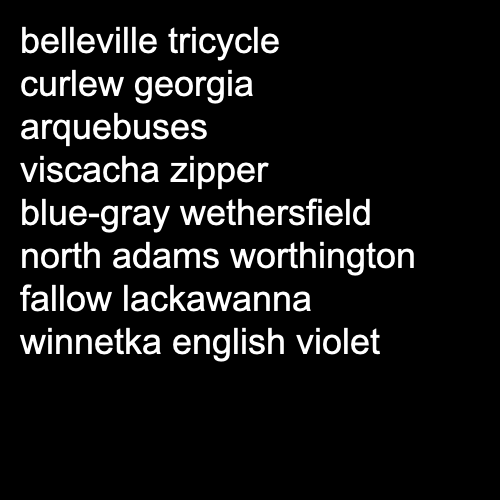 belleville tricycle
curlew georgia
arquebuses
viscacha zipper
blue-gray wethersfield
north adams worthington
fallow lackawanna
winnetka english violet